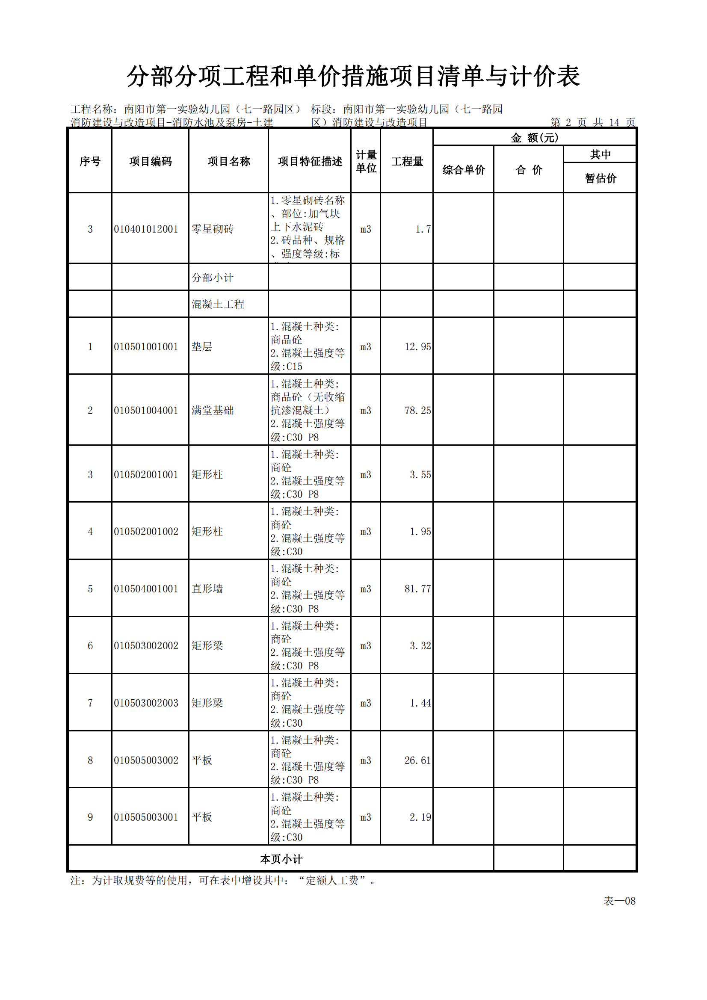 分部分项工程和单价措施项目清单与计价表
工程名称：南阳市第一实验幼儿园（七一路园区）消防建设与改造项目-消防水池及泵房-土建
标段：南阳市第一实验幼儿园（七一路园区）消防建设与改造项目
第 2 页 共 14 页
序号 项目编码 项目名称 项目特征描述 计量单位 工程量 金 额(元)
综合单价 合 价 其中
暂估价
3 010401012001 零星砌砖 1.零星砌砖名称、部位:加气块上下水泥砖 2.砖品种、规格、强度等级:标 m3 1.7
分部小计
混凝土工程
1 010501001001 垫层 1.混凝土种类:商品砼 2.混凝土强度等级:C15 m3 12.95
2 010501004001 满堂基础 1.混凝土种类:商品砼（无收缩抗渗混凝土） 2.混凝土强度等级:C30 P8 m3 78.25
3 010502001001 矩形柱 1.混凝土种类:商砼 2.混凝土强度等级:C30 P8 m3 3.55
4 010502001002 矩形柱 1.混凝土种类:商砼 2.混凝土强度等级:C30 m3 1.95
5 010504001001 直形墙 1.混凝土种类:商砼 2.混凝土强度等级:C30 P8 m3 81.77
6 010503002002 矩形梁 1.混凝土种类:商砼 2.混凝土强度等级:C30 P8 m3 3.32
7 010503002003 矩形梁 1.混凝土种类:商砼 2.混凝土强度等级:C30 m3 1.44
8 010505003002 平板 1.混凝土种类:商砼 2.混凝土强度等级:C30 P8 m3 26.61
9 010505003001 平板 1.混凝土种类:商砼 2.混凝土强度等级:C30 m3 2.19
本页小计
注：为计取规费等的使用，可在表中增设其中：“定额人工费”。
表—08